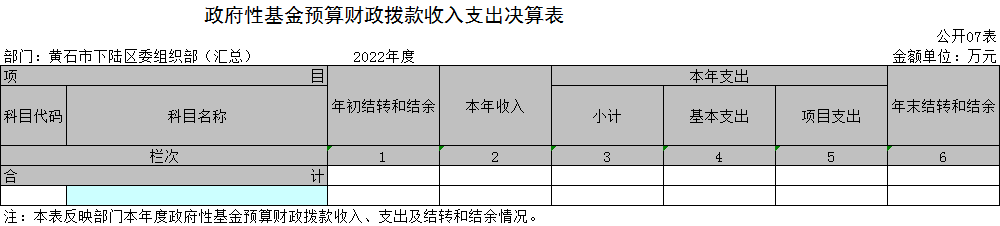 政府性基金预算财政拨款收入支出决算表
公开07表
部门：黄石市下陆区委组织部（汇总） 2022年度 金额单位：万元
项 目 年初结转和结余 本年收入 本年支出 年末结转和结余
科目代码 科目名称 小计 基本支出 项目支出
栏次 1 2 3 4 5 6
合 计
注：本表反映部门本年度政府性基金预算财政拨款收入、支出及结转和结余情况。